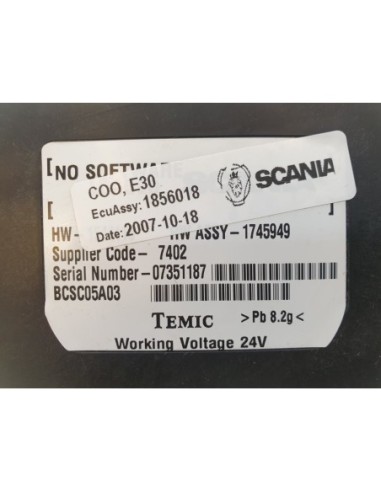 [NO SOFTWARE
SCANIA
COO, E30
EcuAssy:1856018
Date:2007-10-18
[
HW-
HW ASSY-1745949
Supplier Code- 7402
Serial Number-07351187
BCSC05A03
TEMIC >Pb 8.2g<
Working Voltage 24V